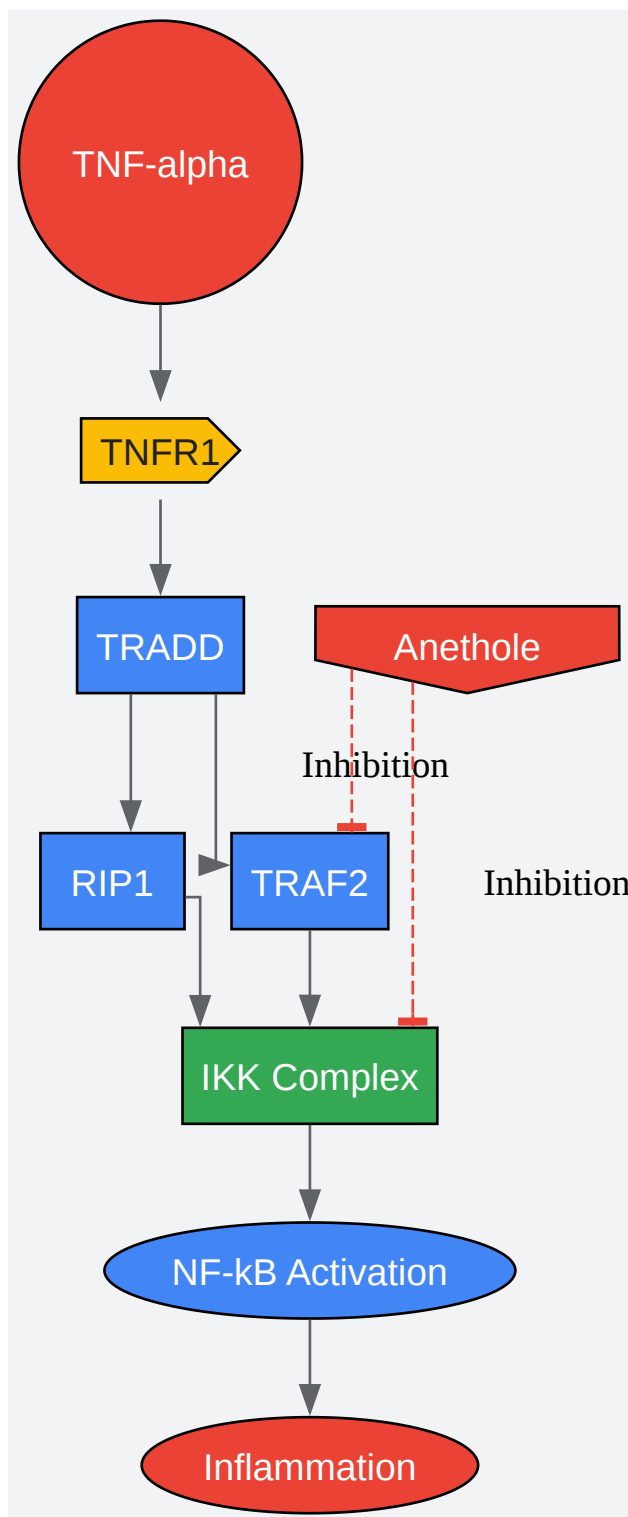 TNF-alpha
TNFR1
TRADD
Anethole
Inhibition
RIP1
TRAF2
Inhibition
IKK Complex
NF-kB Activation
Inflammation